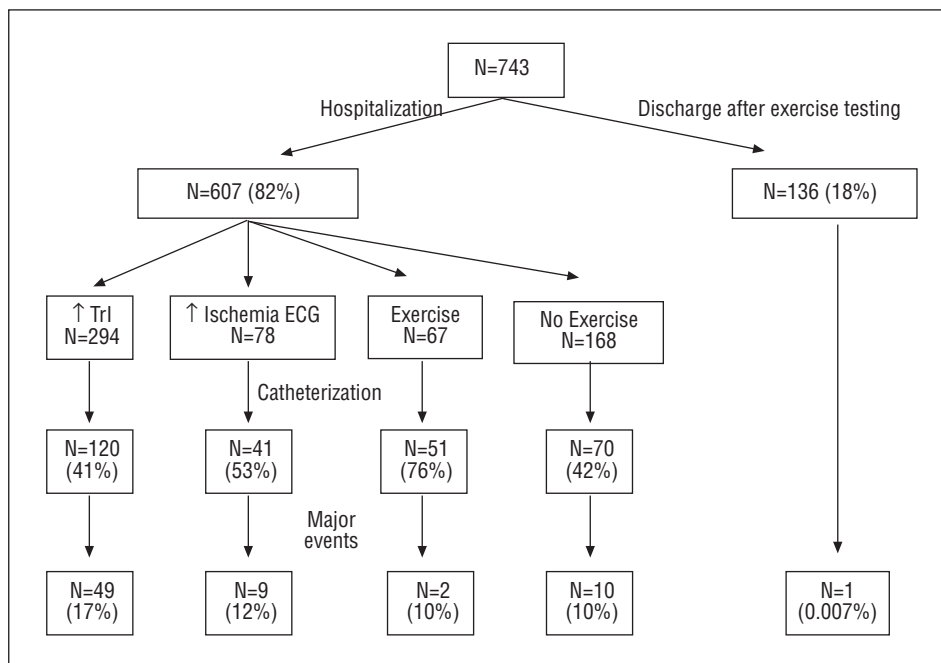 N=743
Hospitalization
Discharge after exercise testing
N=607 (82%)
N=136 (18%)
↑ TrI
N=294
↑ Ischemia ECG
N=78
Exercise
N=67
No Exercise
N=168
Catheterization
N=120
(41%)
N=41
(53%)
N=51
(76%)
N=70
(42%)
Major
events
N=49
(17%)
N=9
(12%)
N=2
(10%)
N=10
(10%)
N=1
(0.007%)